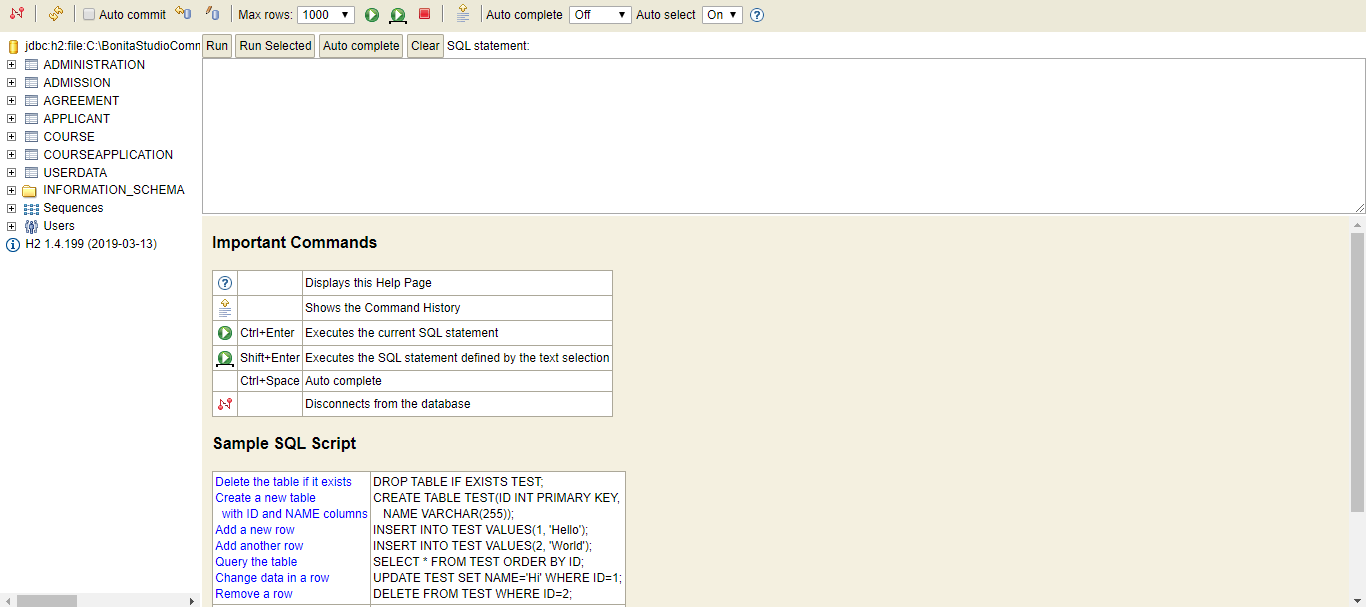 Auto commit Max rows: 1000 Auto complete Off Auto select On
jdbc:h2:file:C:\BonitaStudioComm
ADMINISTRATION
ADMISSION
AGREEMENT
APPLICANT
COURSE
COURSEAPPLICATION
USERDATA
INFORMATION_SCHEMA
Sequences
Users
H2 1.4.199 (2019-03-13)
Run Run Selected Auto complete Clear SQL statement:
Important Commands
Displays this Help Page
Shows the Command History
Ctrl+Enter Executes the current SQL statement
Shift+Enter Executes the SQL statement defined by the text selection
Ctrl+Space Auto complete
Disconnects from the database
Sample SQL Script
Delete the table if it exists DROP TABLE IF EXISTS TEST;
Create a new table CREATE TABLE TEST(ID INT PRIMARY KEY,
with ID and NAME columns NAME VARCHAR(255));
Add a new row INSERT INTO TEST VALUES(1, 'Hello');
Add another row INSERT INTO TEST VALUES(2, 'World');
Query the table SELECT * FROM TEST ORDER BY ID;
Change data in a row UPDATE TEST SET NAME='Hi' WHERE ID=1;
Remove a row DELETE FROM TEST WHERE ID=2;